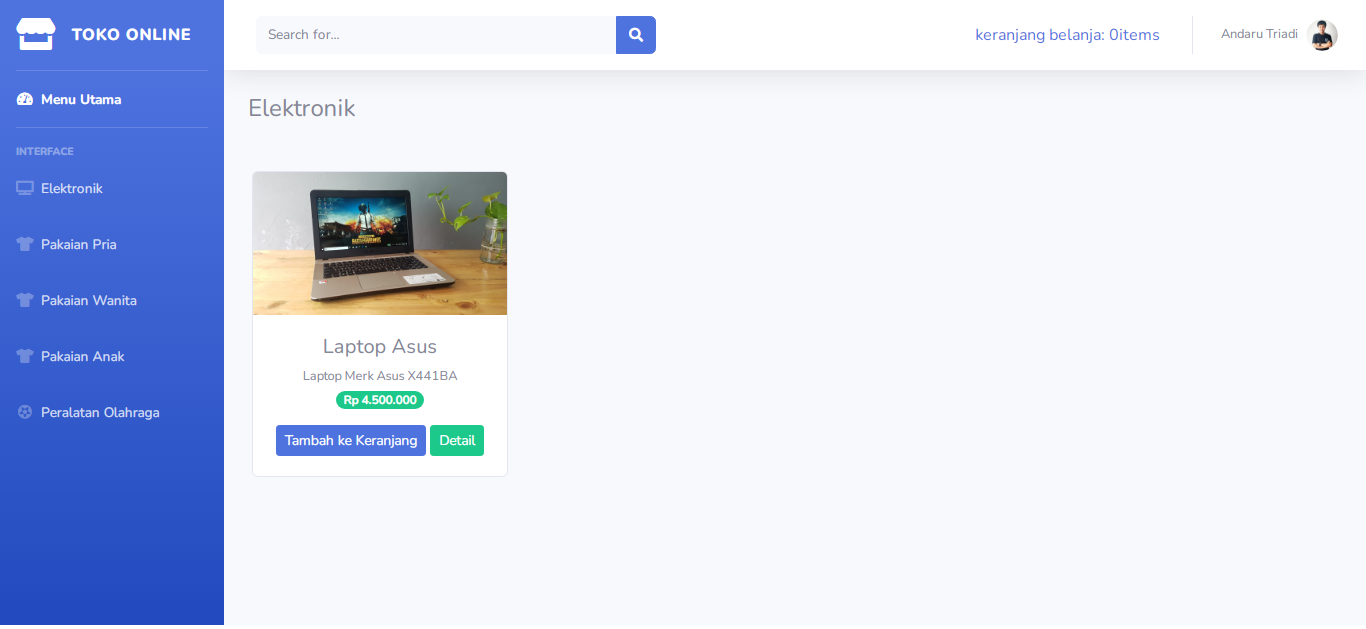 TOKO ONLINE
Search for...
keranjang belanja: 0items
Andaru Triadi
Menu Utama
INTERFACE
Elektronik
Pakaian Pria
Pakaian Wanita
Pakaian Anak
Peralatan Olahraga
Elektronik
Laptop Asus
Laptop Merk Asus X441BA
Rp 4.500.000
Tambah ke Keranjang
Detail